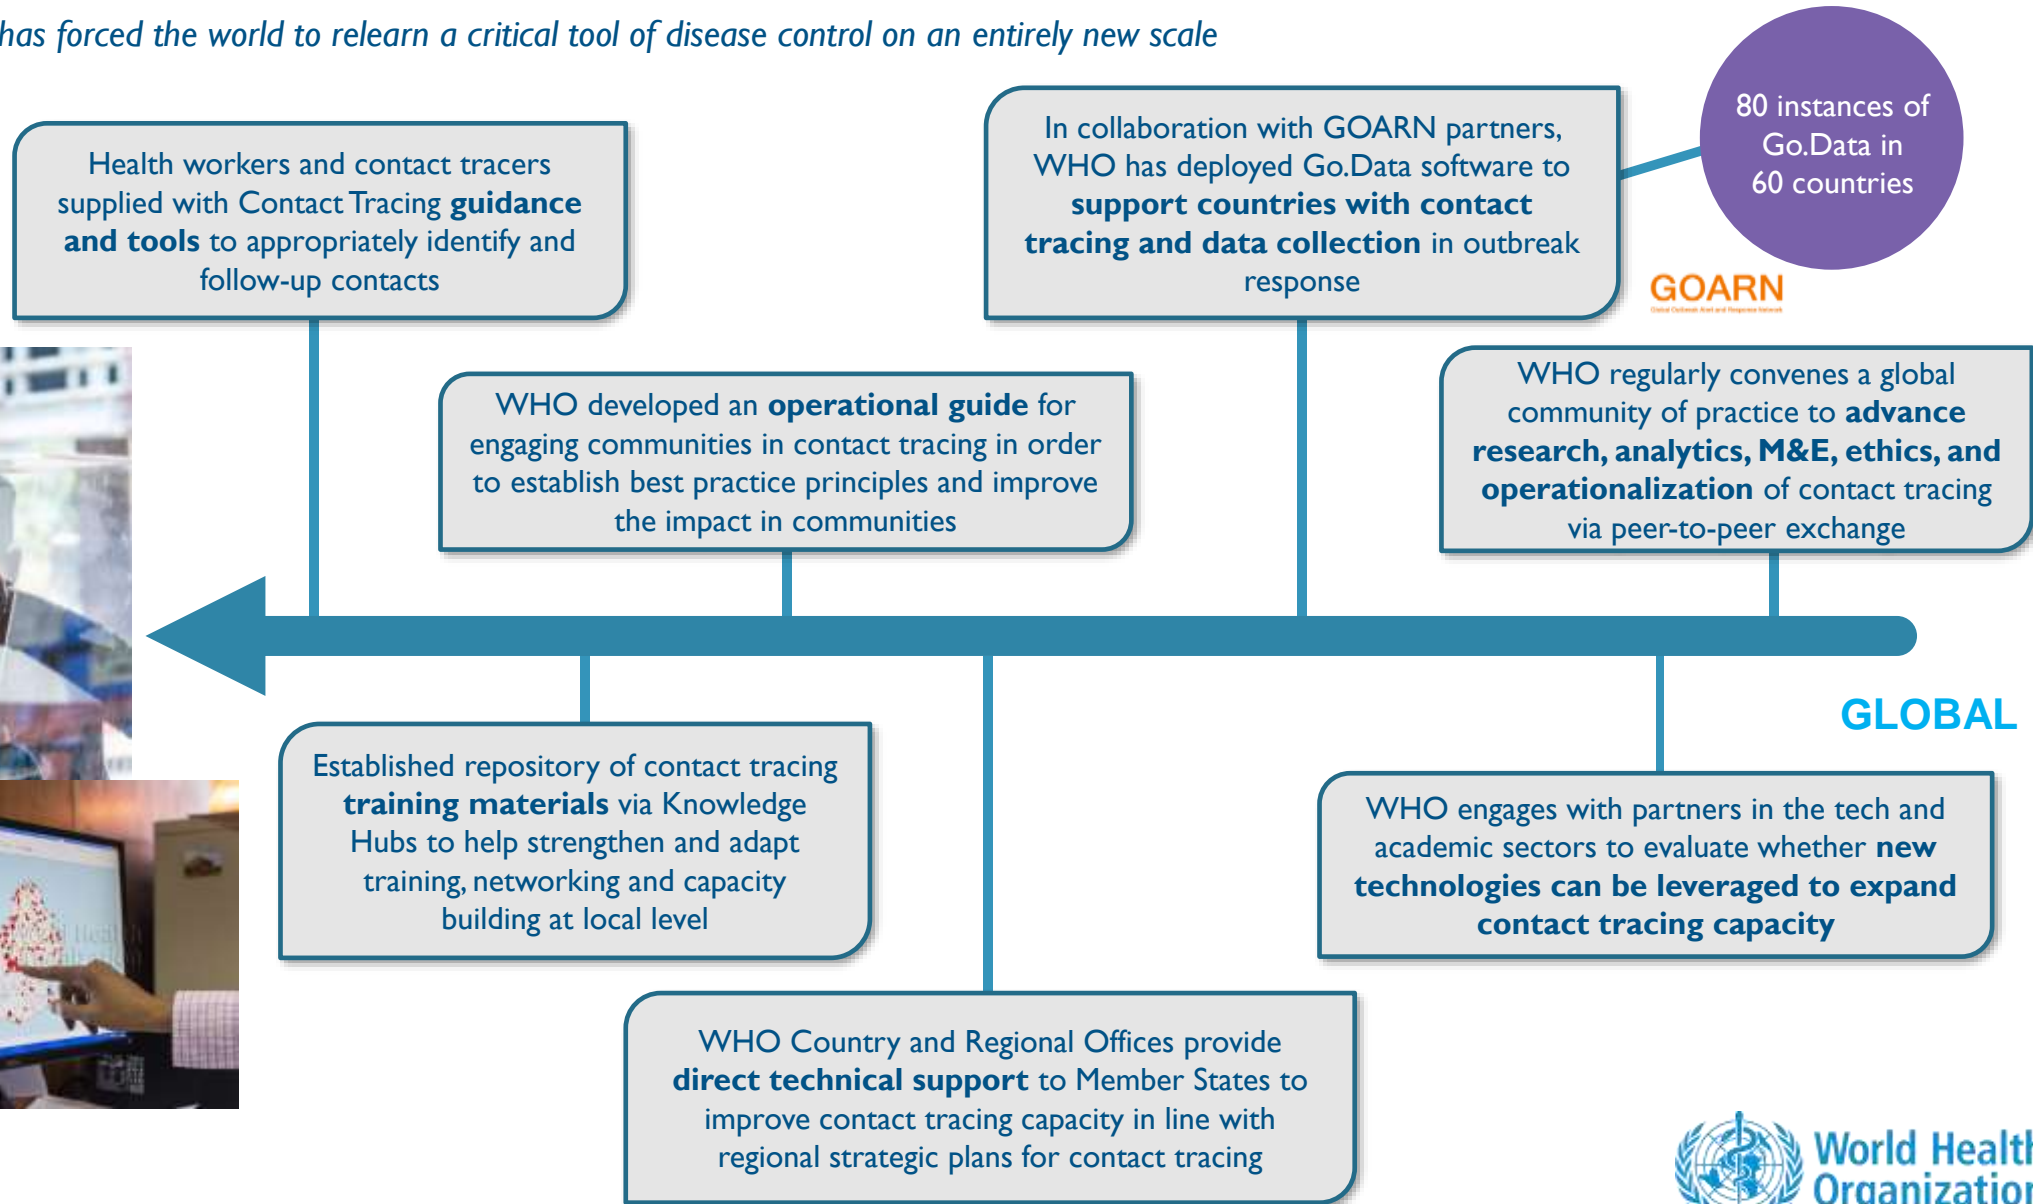 has forced the world to relearn a critical tool of disease control on an entirely new scale
80 instances of
Go.Data in
60 countries
Health workers and contact tracers
supplied with Contact Tracing guidance
and tools to appropriately identify and
follow-up contacts
In collaboration with GOARN partners,
WHO has deployed Go.Data software to
support countries with contact
tracing and data collection in outbreak
response
GOARN
Global Outbreak Alert and Response Network
WHO developed an operational guide for
engaging communities in contact tracing in order
to establish best practice principles and improve
the impact in communities
WHO regularly convenes a global
community of practice to advance
research, analytics, M&E, ethics, and
operationalization of contact tracing
via peer-to-peer exchange
GLOBAL
Established repository of contact tracing
training materials via Knowledge
Hubs to help strengthen and adapt
training, networking and capacity
building at local level
WHO engages with partners in the tech and
academic sectors to evaluate whether new
technologies can be leveraged to expand
contact tracing capacity
WHO Country and Regional Offices provide
direct technical support to Member States to
improve contact tracing capacity in line with
regional strategic plans for contact tracing
World Health
Organization